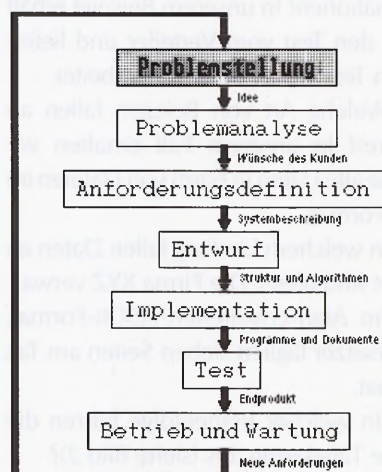 Problemstellung
Idee
Problemanalyse
Wünsche des Kunden
Anforderungsdefinition
Systembeschreibung
Entwurf
Struktur und Algorithmen
Implementation
Programme und Dokumente
Test
Endprodukt
Betrieb und Wartung
Neue Anforderungen